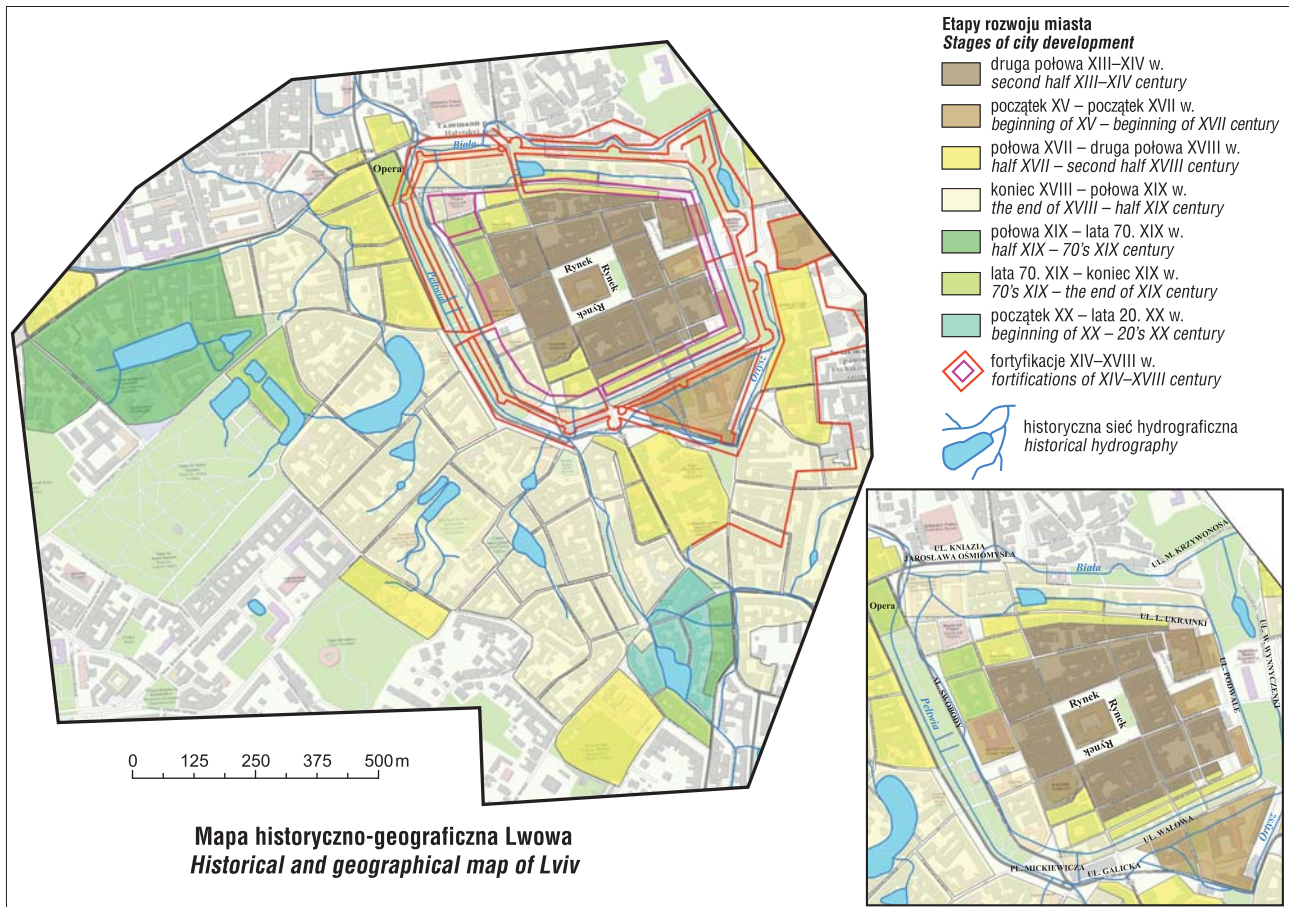 Etapy rozwoju miasta
Stages of city development
druga połowa XIII–XIV w.
second half XIII–XIV century
początek XV – początek XVII w.
beginning of XV – beginning of XVII century
połowa XVII – druga połowa XVIII w.
half XVII – second half XVIII century
koniec XVIII – połowa XIX w.
the end of XVIII – half XIX century
połowa XIX – lata 70. XIX w.
half XIX – 70's XIX century
lata 70. XIX – koniec XIX w.
70's XIX – the end of XIX century
początek XX – lata 20. XX w.
beginning of XX – 20's XX century
fortyfikacje XIV–XVIII w.
fortifications of XIV–XVIII century
historyczna sieć hydrograficzna
historical hydrography
Biała
Opera
Pełtwia
Rynek
Rynek
Rynek
Ortysz
0 125 250 375 500 m
Mapa historyczno-geograficzna Lwowa
Historical and geographical map of Lviv
UL. KNIAZIA
JAROSŁAWA OŚMIOMYSŁA
UL. M. KRZYWONOSA
Biała
Opera
UL. L. UKRAINKI
UL. W. WYNNYCZENKI
UL. PODWALE
AL. SWOBODY
Pełtwia
Rynek
Rynek
Rynek
UL. WAŁOWA
Ortysz
PL. MICKIEWICZA
UL. GALICKA